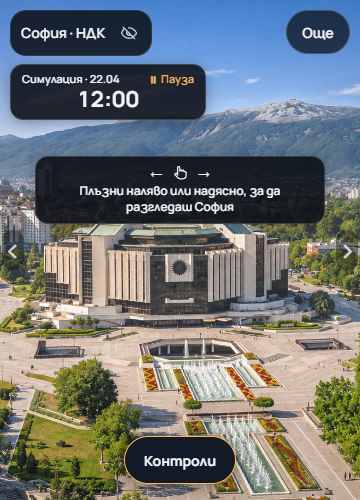 София · НДК
Още
Симулация · 22.04
Пауза
12:00
Плъзни наляво или надясно, за да
разгледаш София
Контроли